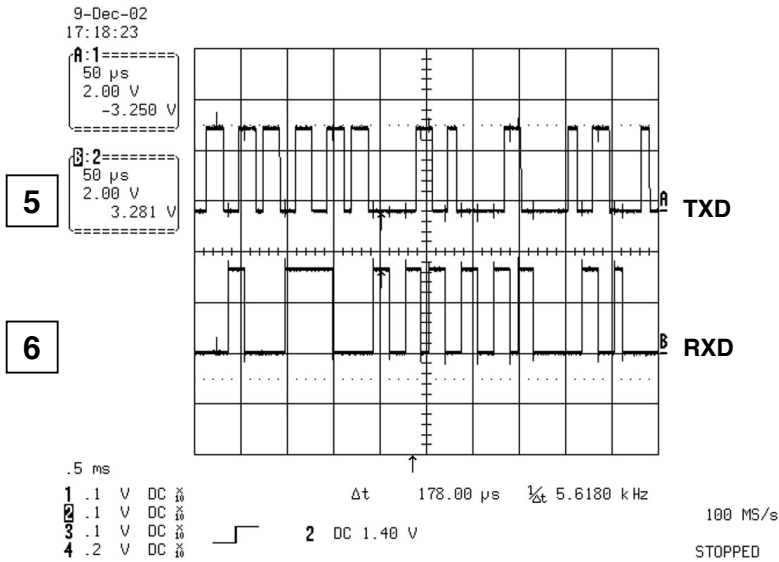 9-Dec-02
17:18:23
A:1
50 µs
2.00 V
-3.250 V
B:2
50 µs
2.00 V
3.281 V
5
A
TXD
6
B
RXD
.5 ms
1 .1 V DC X10
2 .1 V DC X10
3 .1 V DC X10
4 .2 V DC X10
Δt 178.00 µs 1/Δt 5.6180 kHz
2 DC 1.40 V
100 MS/s
STOPPED